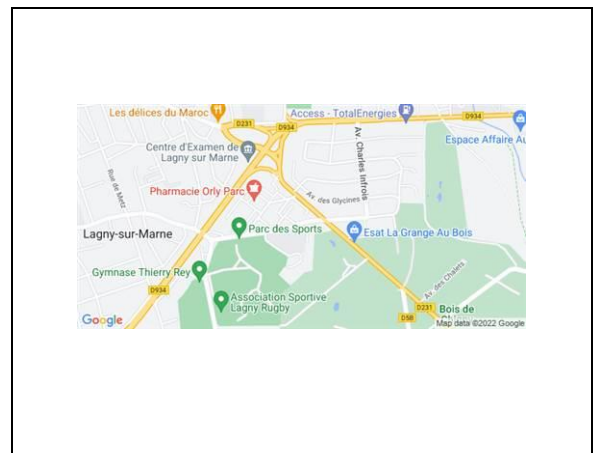 Les délices du Maroc
Access - TotalEnergies
D231
D934
D934
Espace Affaire Au
Centre d'Examen de
Lagny sur Marne
Av. Charles Infroit
Rue de Metz
Pharmacie Orly Parc
Av. des Glycines
Lagny-sur-Marne
Parc des Sports
Esat La Grange Au Bois
Gymnase Thierry Rey
Av. des Chalets
D934
Association Sportive
Lagny Rugby
D231
Bois de
D58
Google
Map data ©2022 Google